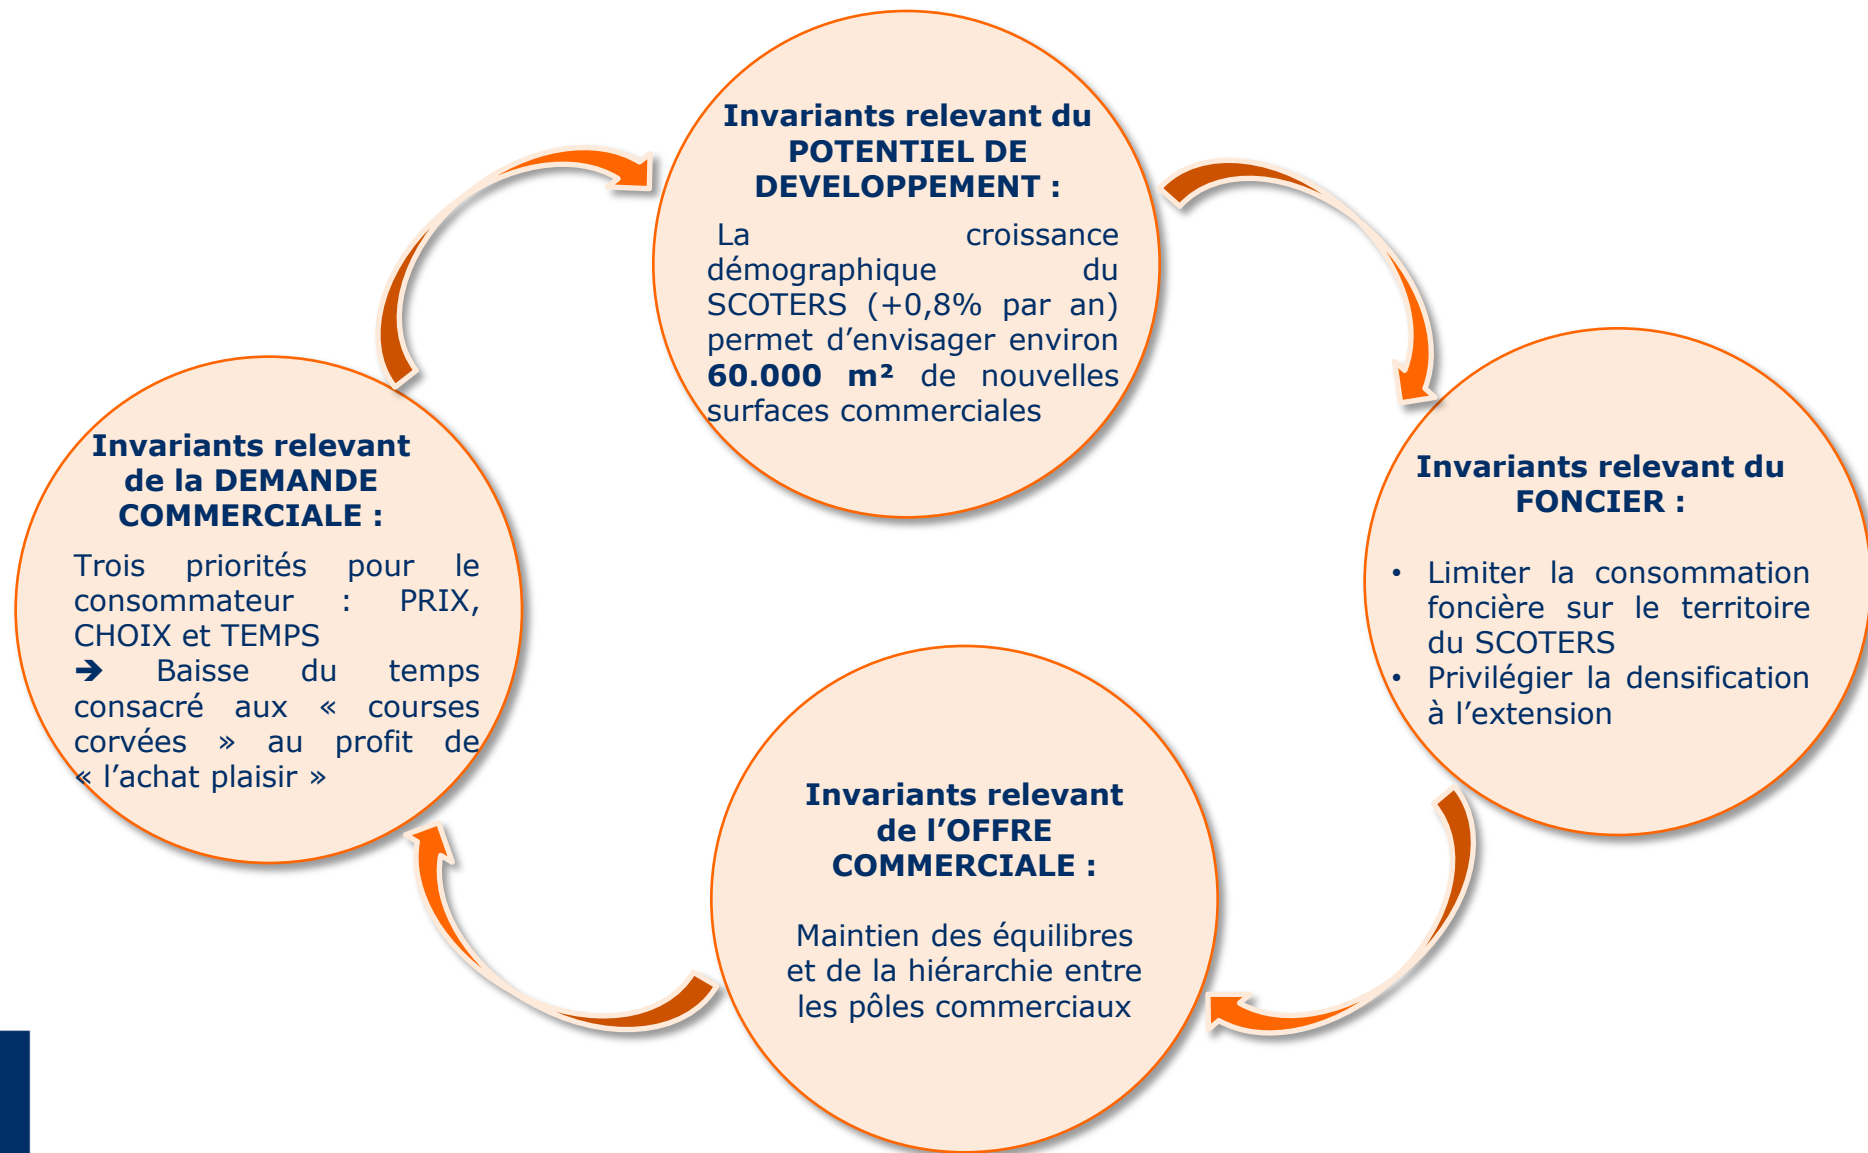 Invariants relevant du
POTENTIEL DE
DEVELOPPEMENT :
La croissance
démographique du
SCOTERS (+0,8% par an)
permet d’envisager environ
60.000 m² de nouvelles
surfaces commerciales
Invariants relevant
de la DEMANDE
COMMERCIALE :
Trois priorités pour le
consommateur : PRIX,
CHOIX et TEMPS
➔ Baisse du temps
consacré aux « courses
corvées » au profit de
« l’achat plaisir »
Invariants relevant du
FONCIER :
• Limiter la consommation
foncière sur le territoire
du SCOTERS
• Privilégier la densification
à l’extension
Invariants relevant
de l’OFFRE
COMMERCIALE :
Maintien des équilibres
et de la hiérarchie entre
les pôles commerciaux